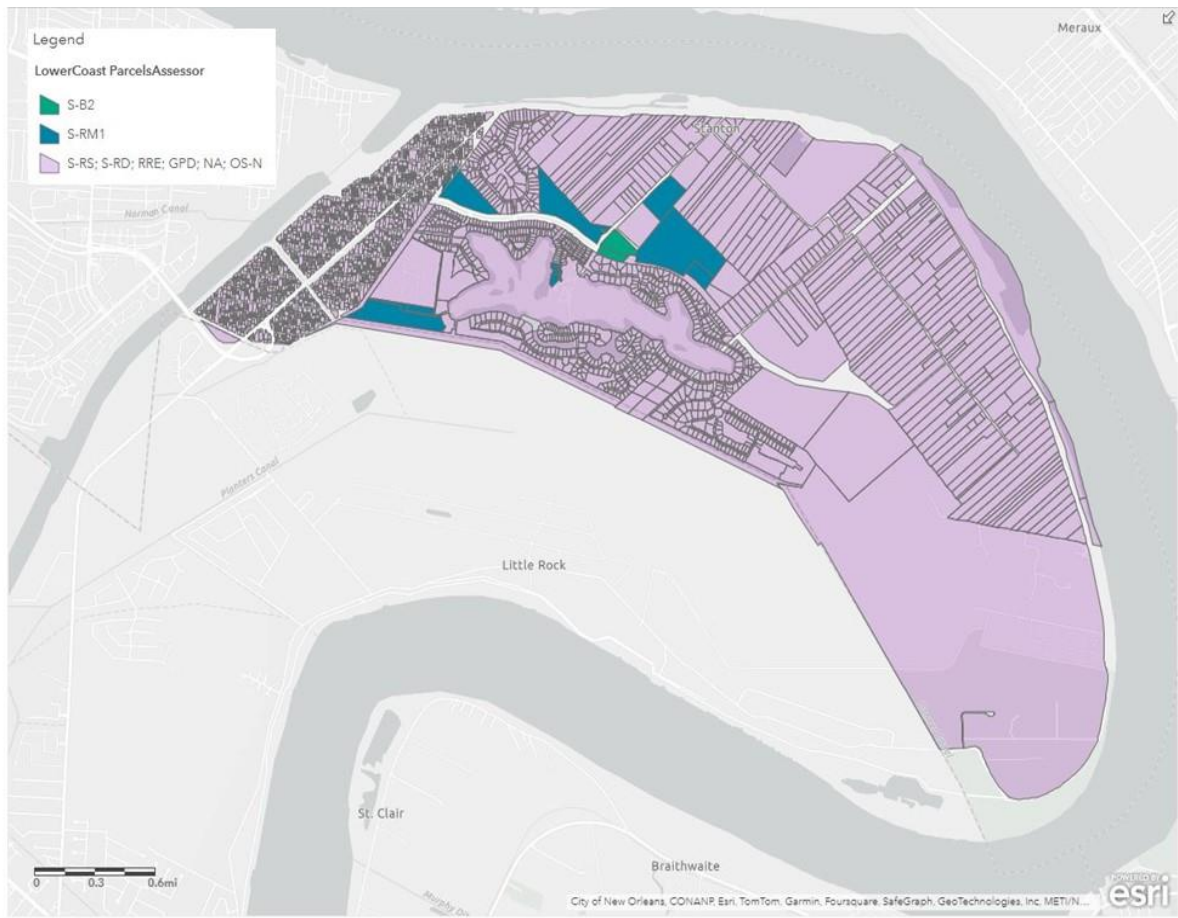 Legend
LowerCoast ParcelsAssessor
S-B2
S-RM1
S-RS; S-RD; RRE; GPD; NA; OS-N
Meraux
Stanton
Norman Canal
Planters Canal
Little Rock
St. Clair
Braithwaite
0 0.3 0.6mi
City of New Orleans, CONANP, Esri, TomTom, Garmin, Foursquare, SafeGraph, GeoTechnologies, Inc, METI/N...
POWERED BY
esri